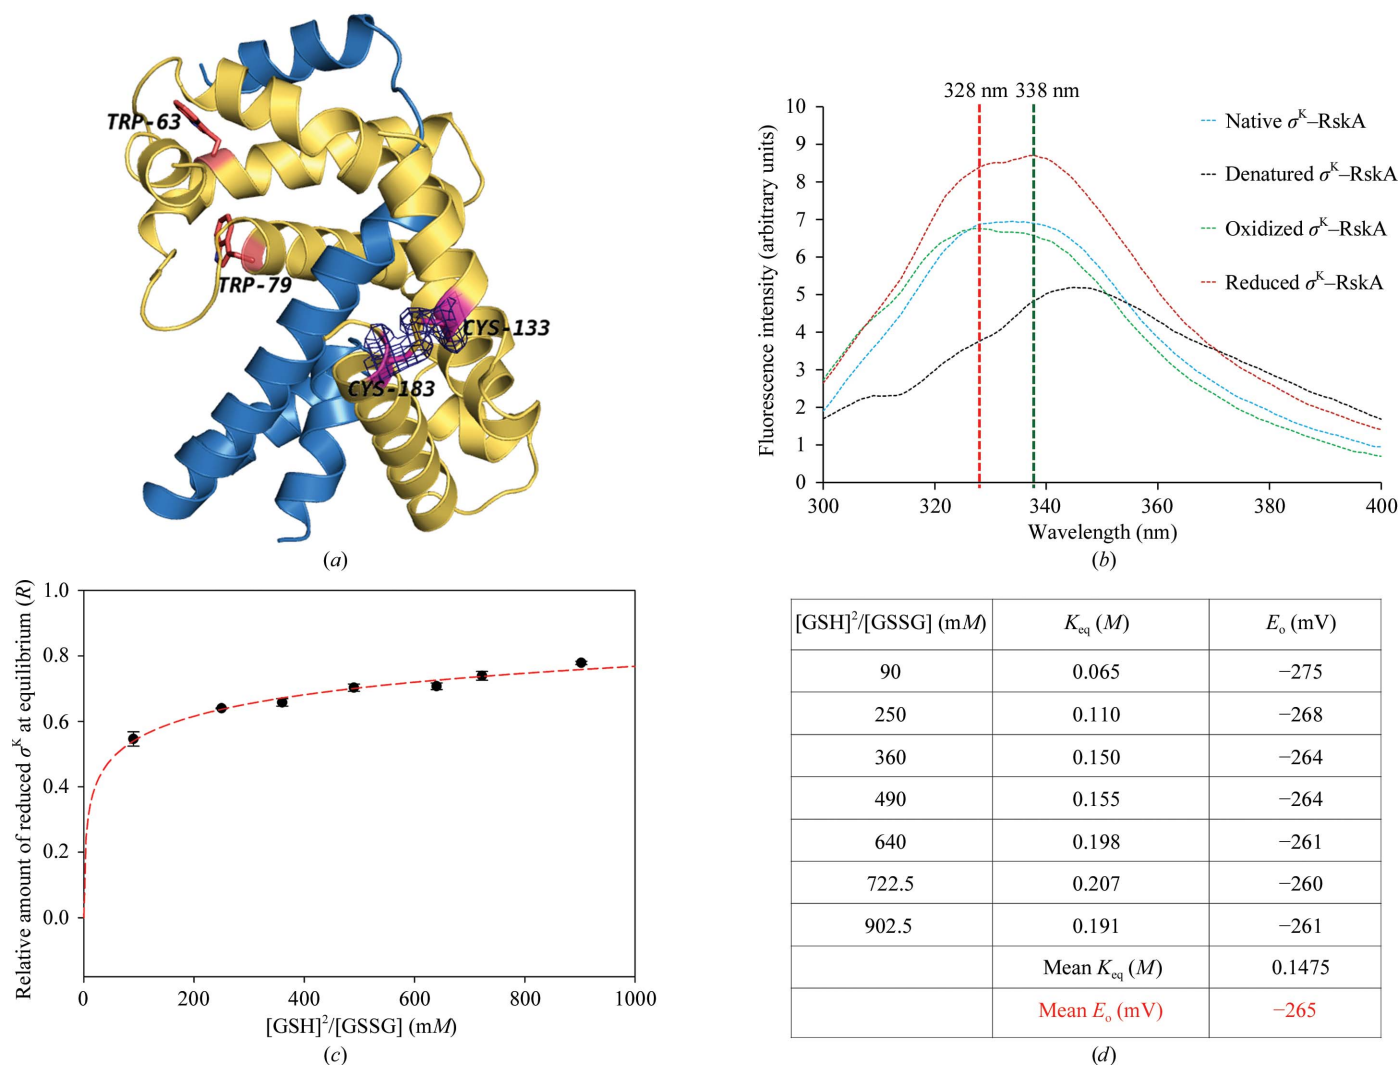 TRP-63
TRP-79
CYS-133
CYS-183
(a)
328 nm 338 nm
Fluorescence intensity (arbitrary units)
10
9
8
7
6
5
4
3
2
1
0
300 320 340 360 380 400
Wavelength (nm)
Native σᴷ–RskA
Denatured σᴷ–RskA
Oxidized σᴷ–RskA
Reduced σᴷ–RskA
(b)
Relative amount of reduced σᴷ at equilibrium (R)
1.0
0.8
0.6
0.4
0.2
0.0
0 200 400 600 800 1000
[GSH]²/[GSSG] (mM)
(c)
[GSH]²/[GSSG] (mM) Keq (M) Eo (mV)
90 0.065 −275
250 0.110 −268
360 0.150 −264
490 0.155 −264
640 0.198 −261
722.5 0.207 −260
902.5 0.191 −261
Mean Keq (M) 0.1475
Mean Eo (mV) −265
(d)